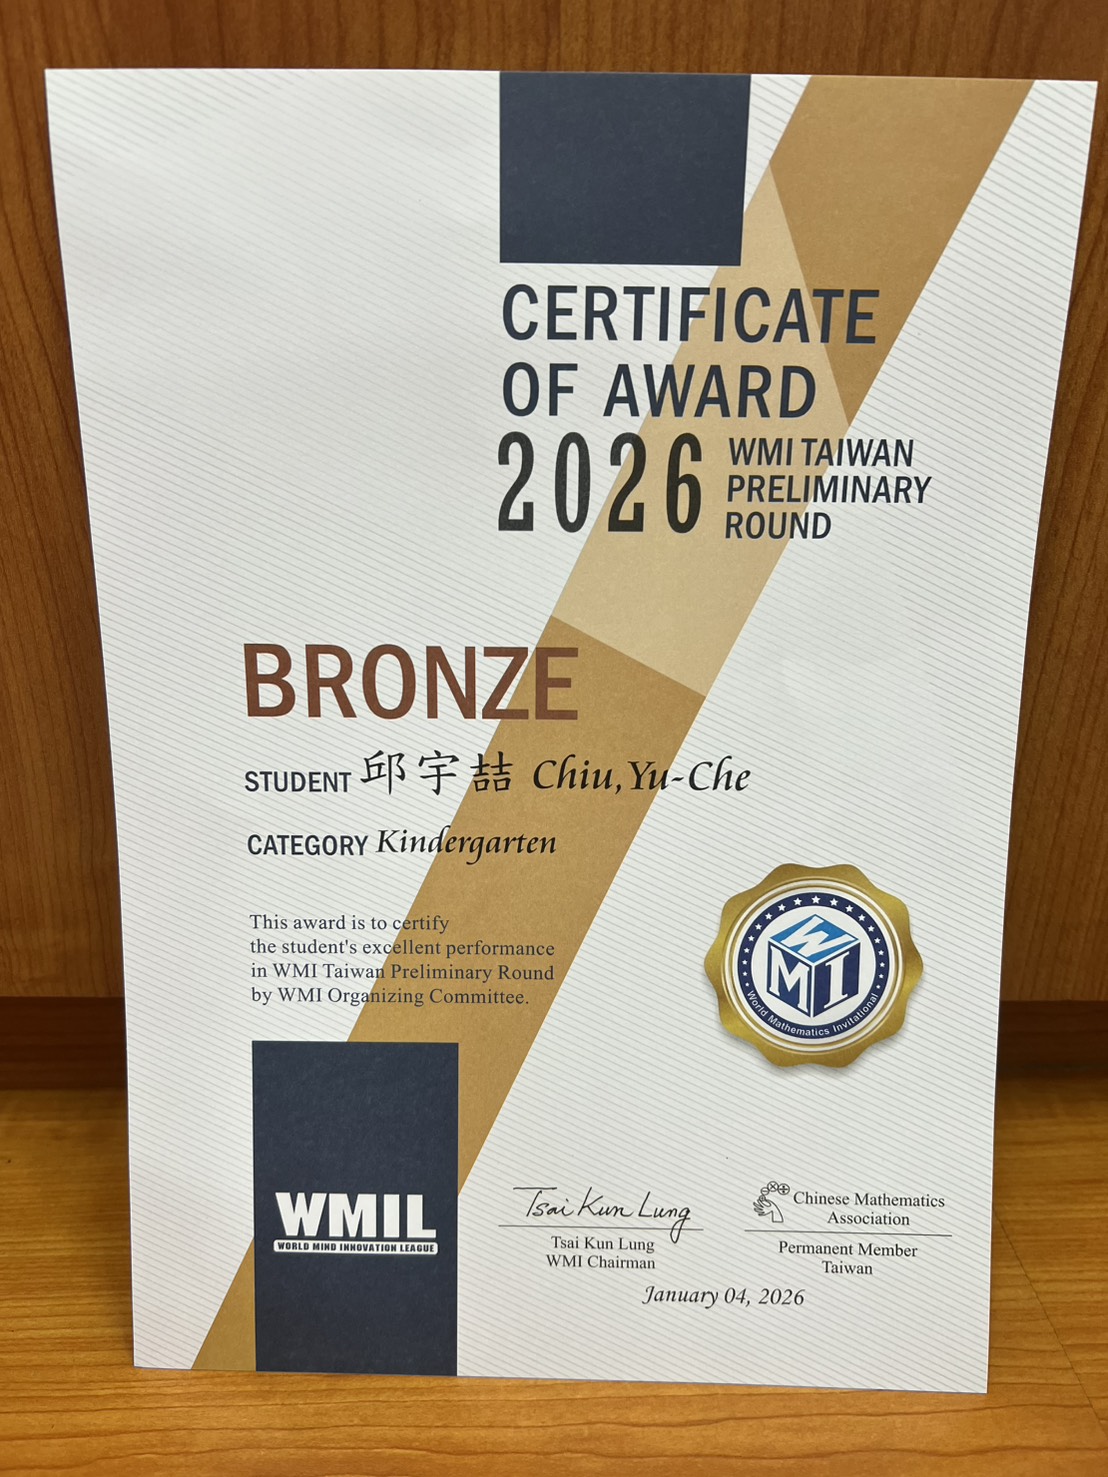 CERTIFICATE
OF AWARD
2026 WMI TAIWAN
PRELIMINARY
ROUND
BRONZE
STUDENT 邱宇喆 Chiu,Yu-Che
CATEGORY Kindergarten
This award is to certify
the student's excellent performance
in WMI Taiwan Preliminary Round
by WMI Organizing Committee.
WMI
World Mathematics Invitational
WMIL
WORLD MIND INNOVATION LEAGUE
Tsai Kun Lung
Tsai Kun Lung
WMI Chairman
Chinese Mathematics
Association
Permanent Member
Taiwan
January 04, 2026